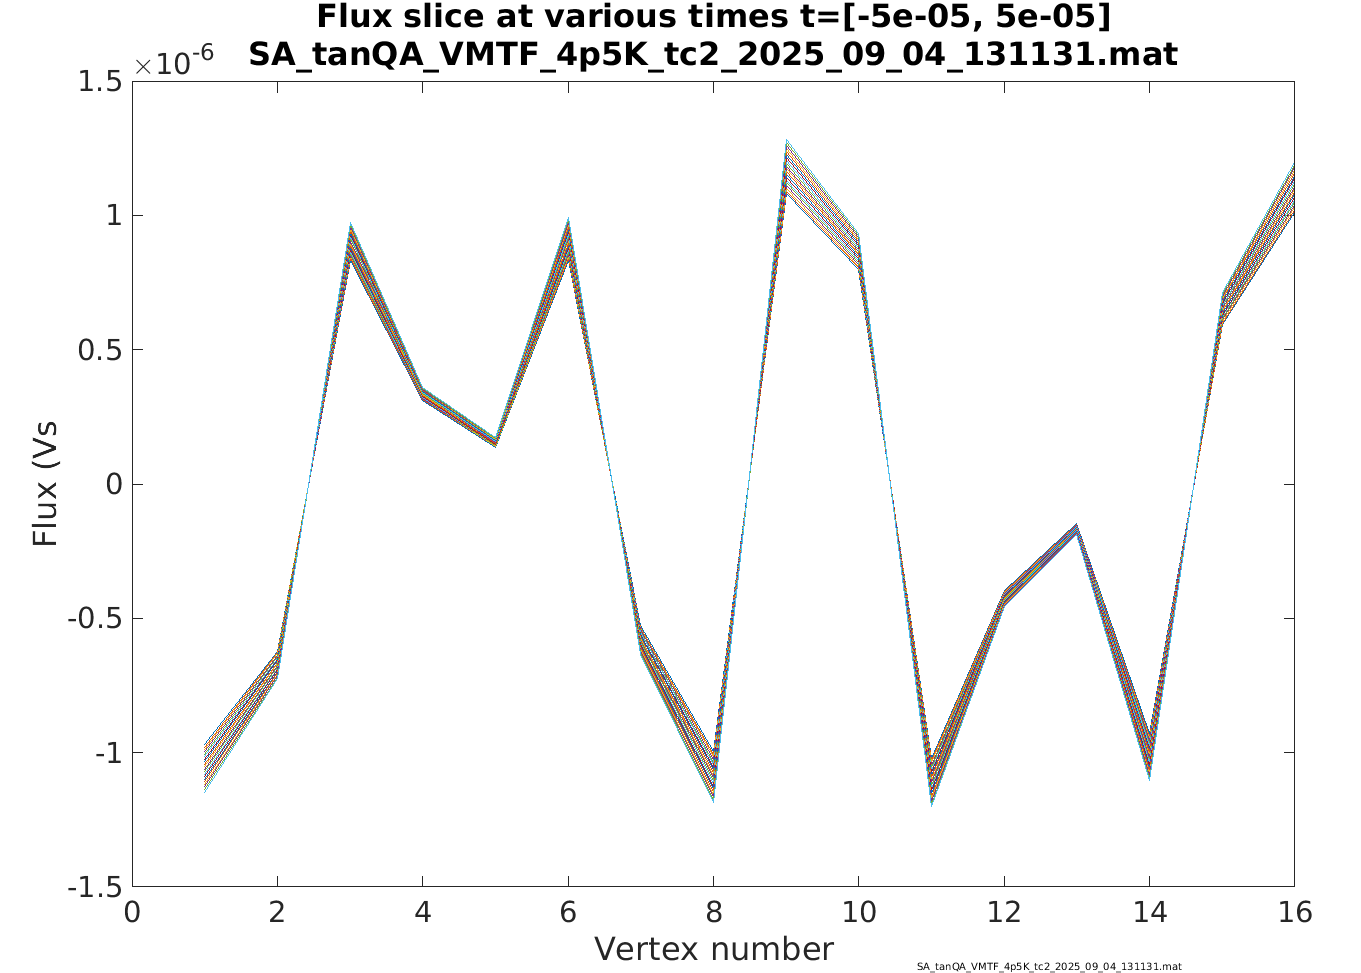 Flux slice at various times t=[-5e-05, 5e-05]
SA_tanQA_VMTF_4p5K_tc2_2025_09_04_131131.mat
×10^-6
1.5
1
0.5
0
-0.5
-1
-1.5
Flux (Vs
0 2 4 6 8 10 12 14 16
Vertex number
SA_tanQA_VMTF_4p5K_tc2_2025_09_04_131131.mat